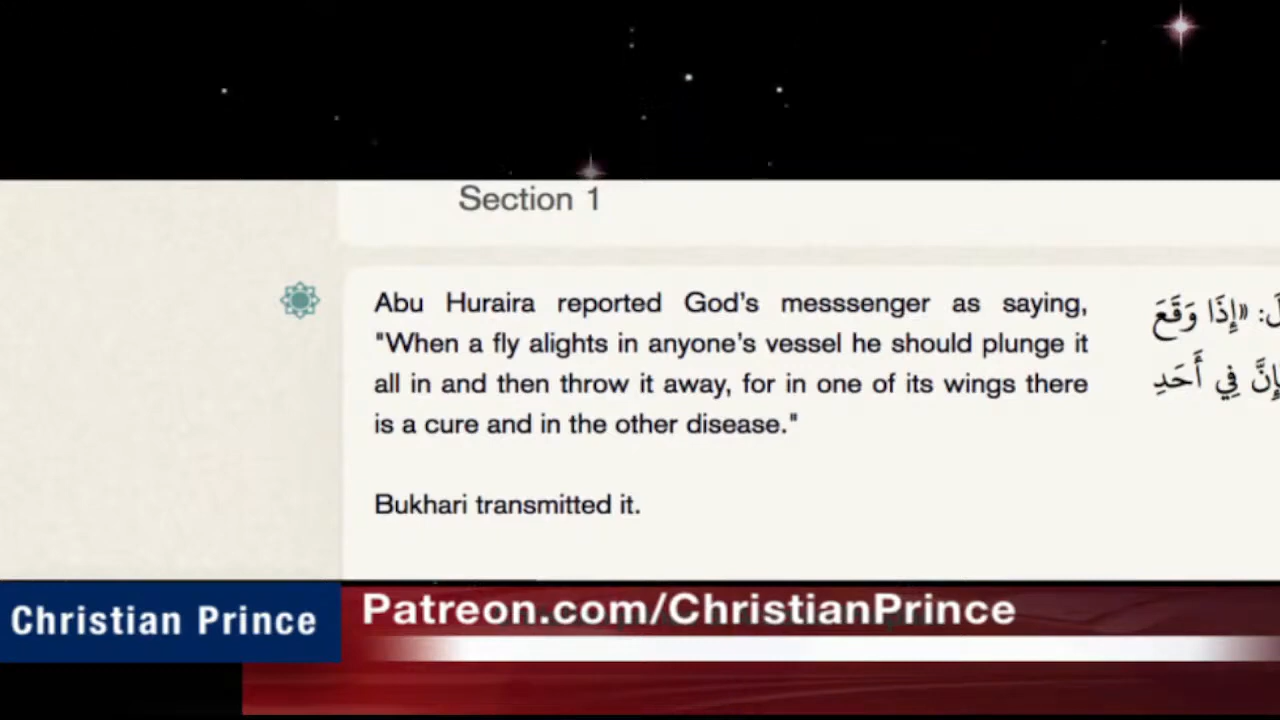 Section 1
Abu Huraira reported God's messsenger as saying,
"When a fly alights in anyone's vessel he should plunge it
all in and then throw it away, for in one of its wings there
is a cure and in the other disease."
Bukhari transmitted it.
«إِذَا وَقَعَ
فِي أَحَدِ
Christian Prince
Patreon.com/ChristianPrince